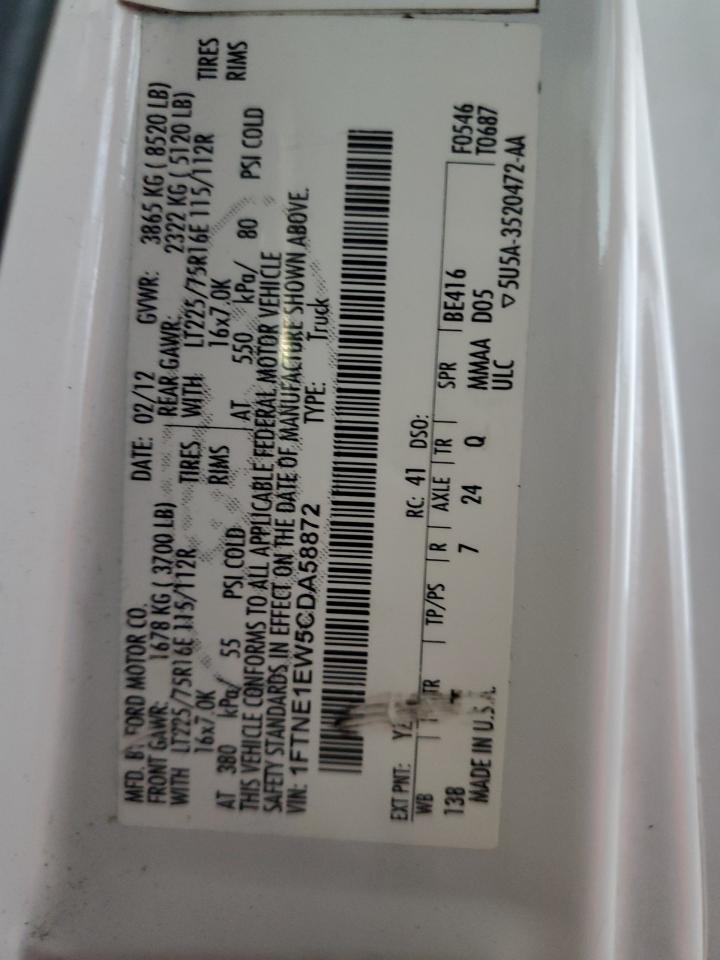 MFD. BY FORD MOTOR CO. DATE: 02/12 GVWR: 3865 KG ( 8520 LB)
FRONT GAWR: 1678 KG ( 3700 LB) REAR GAWR: 2322 KG ( 5120 LB)
WITH LT225/75R16E 115/112R TIRES WITH LT225/75R16E 115/112R TIRES
16x7.0K RIMS 16x7.0K RIMS
AT 380 kPa/ 55 PSI COLD AT 550 kPa/ 80 PSI COLD
THIS VEHICLE CONFORMS TO ALL APPLICABLE FEDERAL MOTOR VEHICLE
SAFETY STANDARDS IN EFFECT ON THE DATE OF MANUFACTURE SHOWN ABOVE.
VIN: 1FTNE1EW5CDA58872 TYPE: Truck
F0546
T0687
EXT PNT: RC: 41 DSO:
WB TR TP/PS R AXLE TR SPR BE416
138 7 24 Q MMAA D05
MADE IN U.S.A. ULC ▽5U5A-3520472-AA